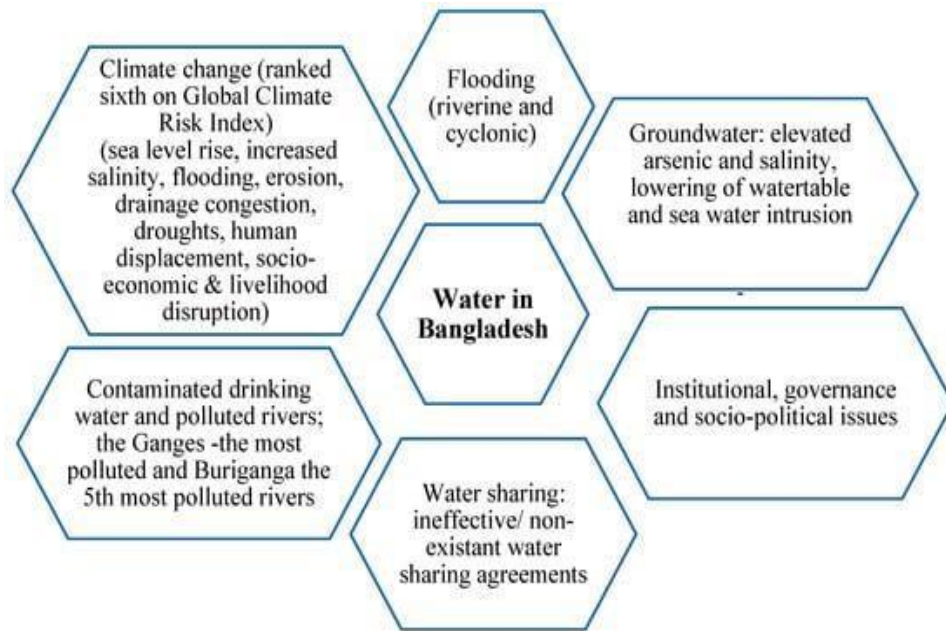 Climate change (ranked
sixth on Global Climate
Risk Index)
(sea level rise, increased
salinity, flooding, erosion,
drainage congestion,
droughts, human
displacement, socio-
economic & livelihood
disruption)
Flooding
(riverine and
cyclonic)
Groundwater: elevated
arsenic and salinity,
lowering of watertable
and sea water intrusion
Water in
Bangladesh
Contaminated drinking
water and polluted rivers;
the Ganges -the most
polluted and Buriganga the
5th most polluted rivers
Institutional, governance
and socio-political issues
Water sharing:
ineffective/ non-
existant water
sharing agreements